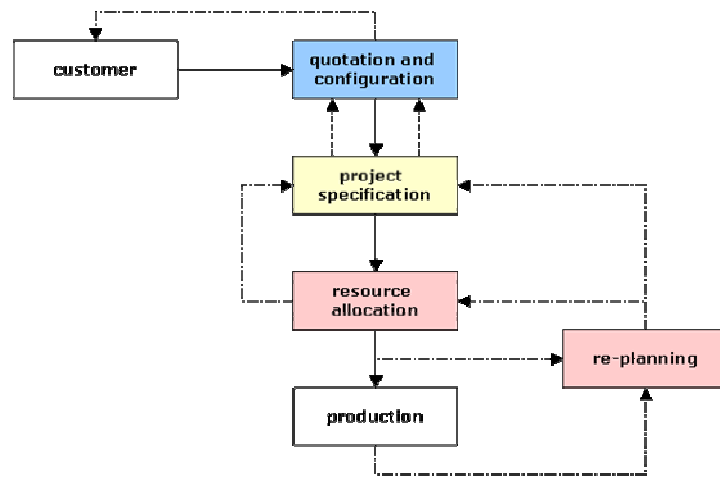 customer
quotation and
configuration
project
specification
resource
allocation
re-planning
production